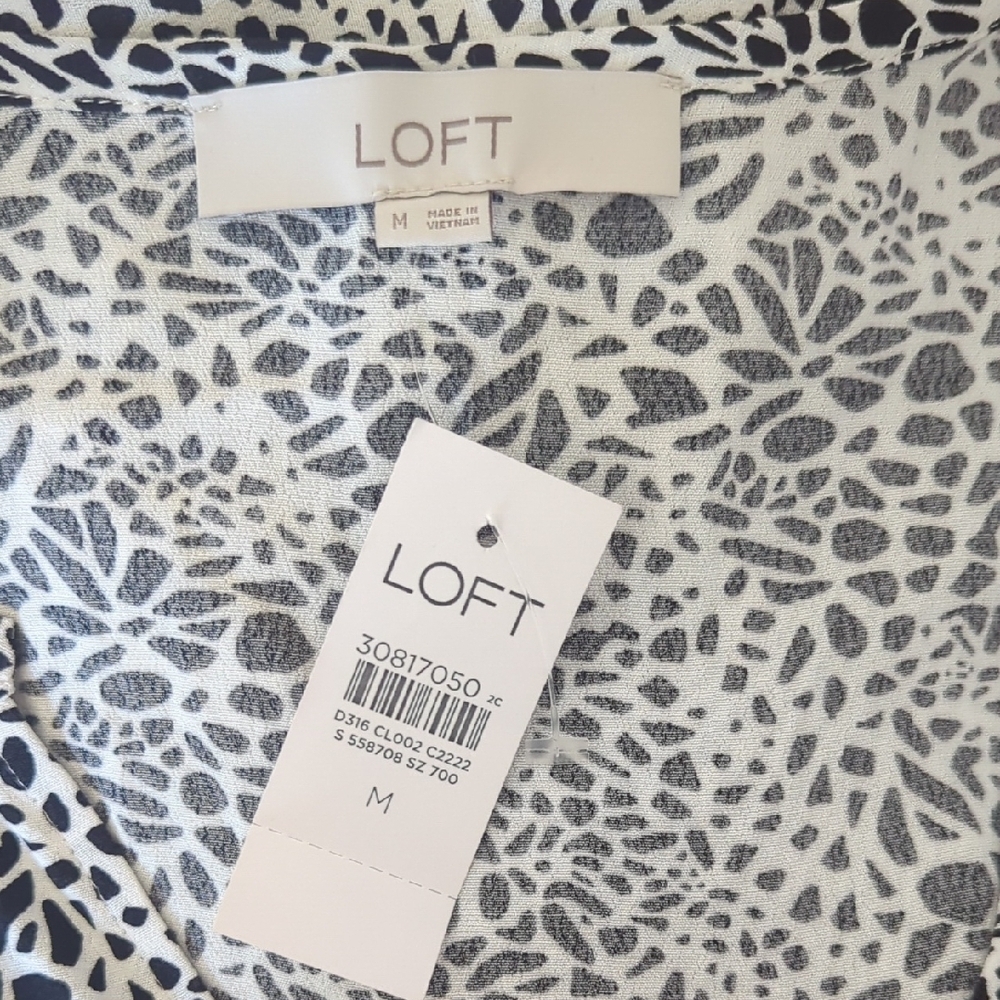 LOFT
M MADE IN
VIETNAM
LOFT
30817050 2C
D316 CL002 C2222
S 558708 SZ 700
M